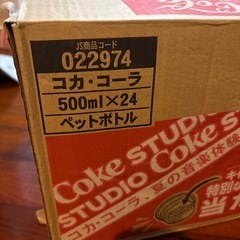 JS商品コード
022974
コカ・コーラ
500ml×24
ペットボトル
Coke STUDIO
STUDIO Coke
コカ・コーラ、夏の音楽体験
特別な
当た